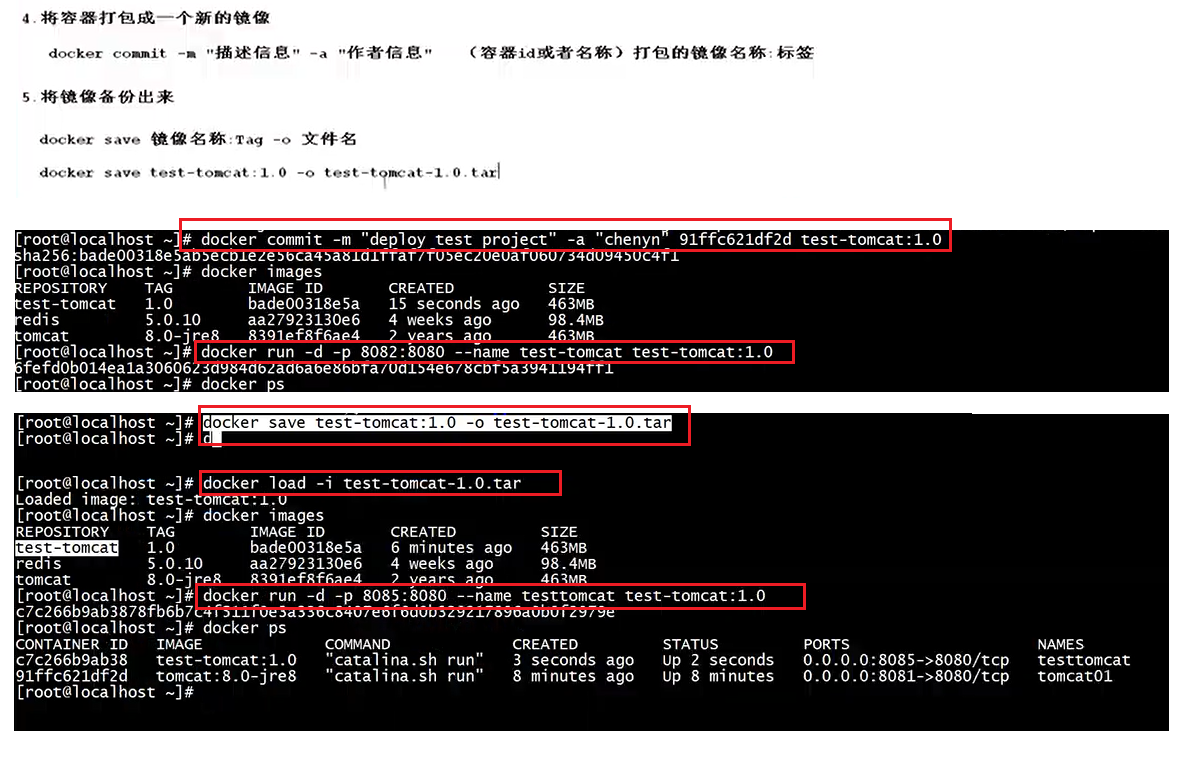 4.将容器打包成一个新的镜像
docker commit -m "描述信息" -a "作者信息" （容器id或者名称）打包的镜像名称:标签
5.将镜像备份出来
docker save 镜像名称:Tag -o 文件名
docker save test-tomcat:1.0 -o test-tomcat-1.0.tar
[root@localhost ~]# docker commit -m "deploy test project" -a "chenyn" 91ffc621df2d test-tomcat:1.0
sha256:bade00318e5ab5ecb1e2e56ca45a81d1ffaf7f05ec20e0af060734d09450c4f1
[root@localhost ~]# docker images
REPOSITORY TAG IMAGE ID CREATED SIZE
test-tomcat 1.0 bade00318e5a 15 seconds ago 463MB
redis 5.0.10 aa27923130e6 4 weeks ago 98.4MB
tomcat 8.0-jre8 8391ef8f6ae4 2 years ago 463MB
[root@localhost ~]# docker run -d -p 8082:8080 --name test-tomcat test-tomcat:1.0
6fefd0b014ea1a3060623d984d62ad6a6e86bfa70d154e678cbf5a3941194ff1
[root@localhost ~]# docker ps
[root@localhost ~]# docker save test-tomcat:1.0 -o test-tomcat-1.0.tar
[root@localhost ~]# d
[root@localhost ~]# docker load -i test-tomcat-1.0.tar
Loaded image: test-tomcat:1.0
[root@localhost ~]# docker images
REPOSITORY TAG IMAGE ID CREATED SIZE
test-tomcat 1.0 bade00318e5a 6 minutes ago 463MB
redis 5.0.10 aa27923130e6 4 weeks ago 98.4MB
tomcat 8.0-jre8 8391ef8f6ae4 2 years ago 463MB
[root@localhost ~]# docker run -d -p 8085:8080 --name testtomcat test-tomcat:1.0
c7c266b9ab3878fb6b7c4f511f0e3a336c8407e6f6d0b329217896a0b0f2979e
[root@localhost ~]# docker ps
CONTAINER ID IMAGE COMMAND CREATED STATUS PORTS NAMES
c7c266b9ab38 test-tomcat:1.0 "catalina.sh run" 3 seconds ago Up 2 seconds 0.0.0.0:8085->8080/tcp testtomcat
91ffc621df2d tomcat:8.0-jre8 "catalina.sh run" 8 minutes ago Up 8 minutes 0.0.0.0:8081->8080/tcp tomcat01
[root@localhost ~]#